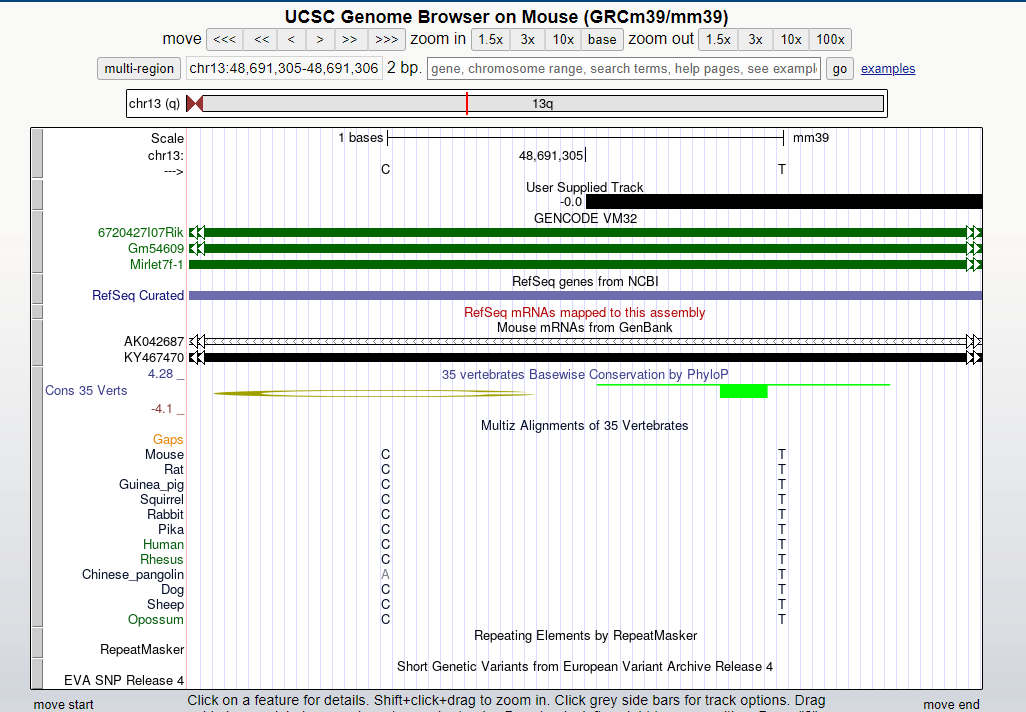 UCSC Genome Browser on Mouse (GRCm39/mm39)
move <<< << < > >> >>> zoom in 1.5x 3x 10x base zoom out 1.5x 3x 10x 100x
multi-region chr13:48,691,305-48,691,306 2 bp. gene, chromosome range, search terms, help pages, see exampl go examples
chr13 (q) 13q
Scale 1 bases mm39
chr13: 48,691,305
---> C T
User Supplied Track
-0.0
GENCODE VM32
6720427I07Rik
Gm54609
Mirlet7f-1
RefSeq genes from NCBI
RefSeq Curated
RefSeq mRNAs mapped to this assembly
Mouse mRNAs from GenBank
AK042687
KY467470
4.28 _ 35 vertebrates Basewise Conservation by PhyloP
Cons 35 Verts
-4.1 _
Multiz Alignments of 35 Vertebrates
Gaps
Mouse C T
Rat C T
Guinea_pig C T
Squirrel C T
Rabbit C T
Pika C T
Human C T
Rhesus C T
Chinese_pangolin A T
Dog C T
Sheep C T
Opossum C T
Repeating Elements by RepeatMasker
RepeatMasker
Short Genetic Variants from European Variant Archive Release 4
EVA SNP Release 4
move start Click on a feature for details. Shift+click+drag to zoom in. Click grey side bars for track options. Drag move end